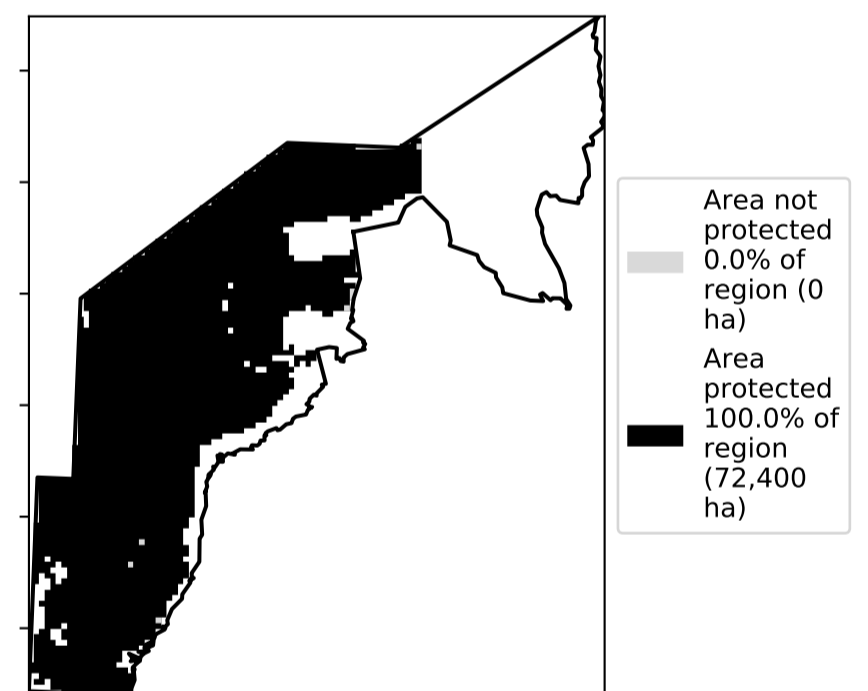 Area not
protected
0.0% of
region (0
ha)
Area
protected
100.0% of
region
(72,400
ha)